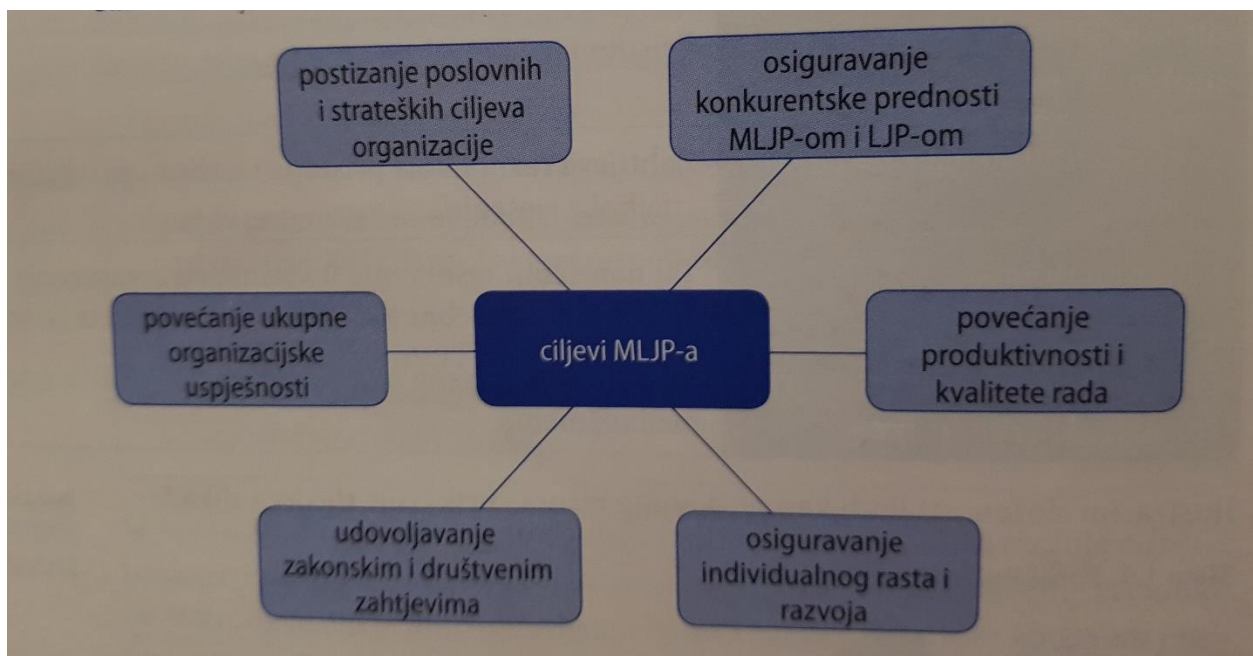 postizanje poslovnih
i strateških ciljeva
organizacije
osiguravanje
konkurentske prednosti
MLJP-om i LJP-om
povećanje ukupne
organizacijske
uspješnosti
ciljevi MLJP-a
povećanje
produktivnosti i
kvalitete rada
udovoljavanje
zakonskim i društvenim
zahtjevima
osiguravanje
individualnog rasta i
razvoja